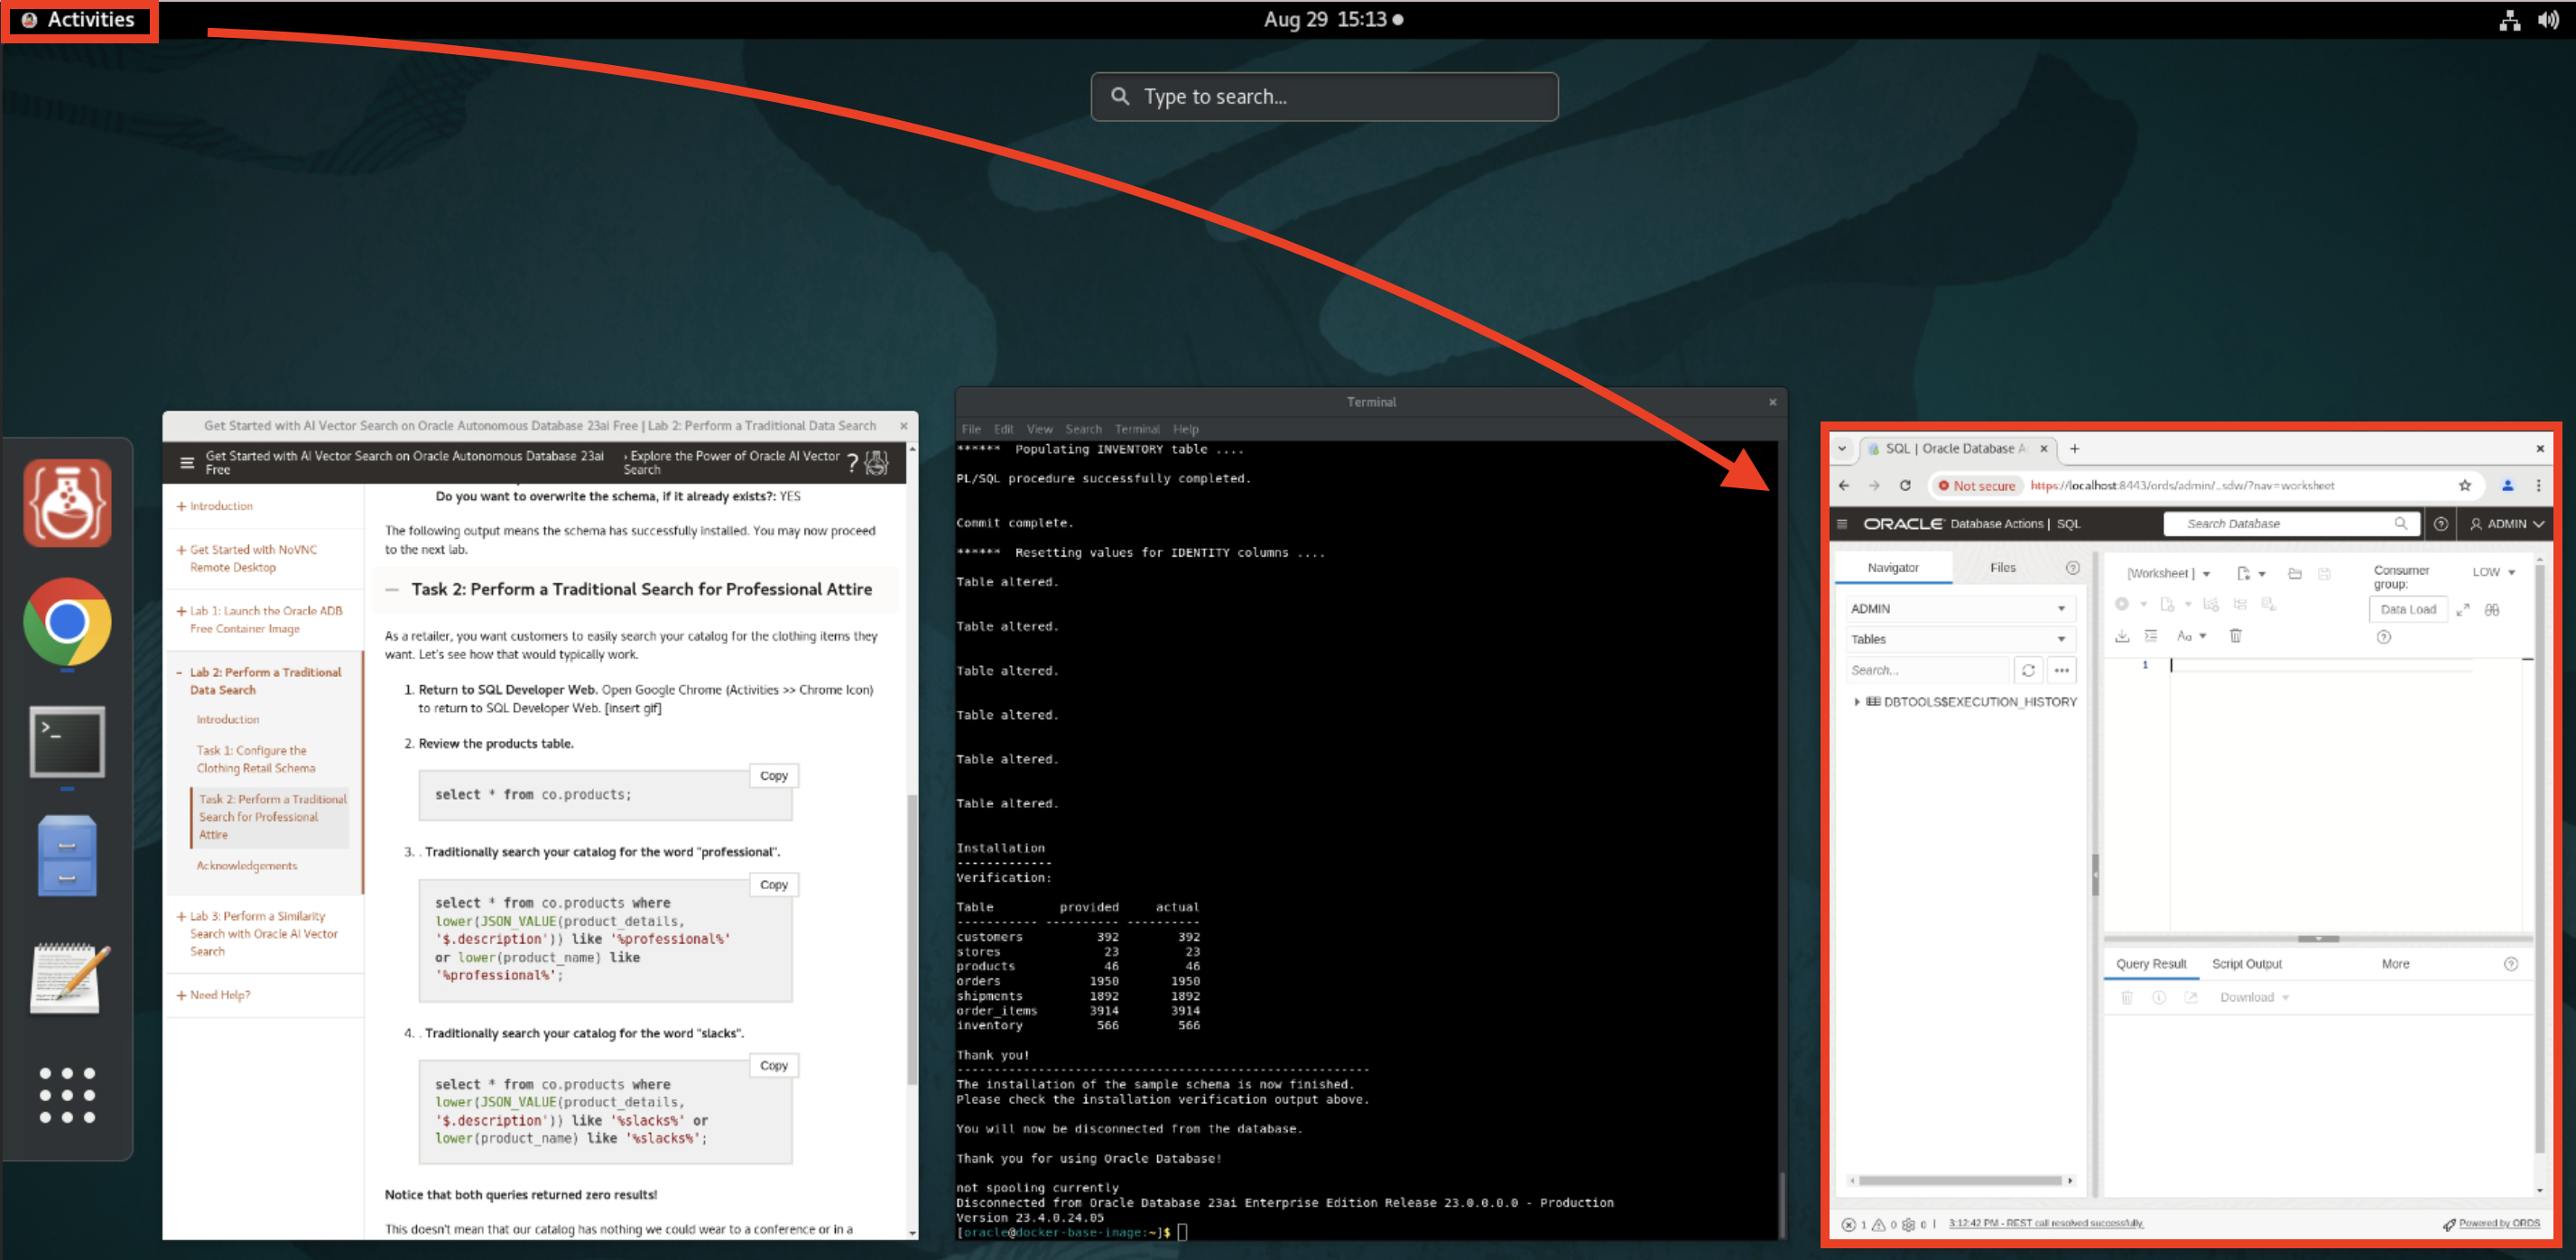 Activities
Aug 29 15:13
Type to search...
Get Started with AI Vector Search on Oracle Autonomous Database 23ai Free | Lab 2: Perform a Traditional Data Search
Get Started with AI Vector Search on Oracle Autonomous Database 23ai
Free
› Explore the Power of Oracle AI Vector
Search
?
+ Introduction
+ Get Started with NoVNC
Remote Desktop
+ Lab 1: Launch the Oracle ADB
Free Container Image
- Lab 2: Perform a Traditional
Data Search
Introduction
Task 1: Configure the
Clothing Retail Schema
Task 2: Perform a Traditional
Search for Professional
Attire
Acknowledgements
+ Lab 3: Perform a Similarity
Search with Oracle AI Vector
Search
+ Need Help?
Do you want to overwrite the schema, if it already exists?: YES
The following output means the schema has successfully installed. You may now proceed
to the next lab.
— Task 2: Perform a Traditional Search for Professional Attire
As a retailer, you want customers to easily search your catalog for the clothing items they
want. Let's see how that would typically work.
1. Return to SQL Developer Web. Open Google Chrome (Activities >> Chrome Icon)
to return to SQL Developer Web. [insert gif]
2. Review the products table.
Copy
select * from co.products;
3. . Traditionally search your catalog for the word "professional".
Copy
select * from co.products where
lower(JSON_VALUE(product_details,
'$.description')) like '%professional%'
or lower(product_name) like
'%professional%';
4. . Traditionally search your catalog for the word "slacks".
Copy
select * from co.products where
lower(JSON_VALUE(product_details,
'$.description')) like '%slacks%' or
lower(product_name) like '%slacks%';
Notice that both queries returned zero results!
This doesn't mean that our catalog has nothing we could wear to a conference or in a
Terminal
File Edit View Search Terminal Help
****** Populating INVENTORY table ....
PL/SQL procedure successfully completed.
Commit complete.
****** Resetting values for IDENTITY columns ....
Table altered.
Table altered.
Table altered.
Table altered.
Table altered.
Table altered.
Installation
-------------
Verification:
Table provided actual
----------- ---------- ----------
customers 392 392
stores 23 23
products 46 46
orders 1950 1950
shipments 1892 1892
order_items 3914 3914
inventory 566 566
Thank you!
--------------------------------------------------------
The installation of the sample schema is now finished.
Please check the installation verification output above.
You will now be disconnected from the database.
Thank you for using Oracle Database!
not spooling currently
Disconnected from Oracle Database 23ai Enterprise Edition Release 23.0.0.0.0 - Production
Version 23.4.0.24.05
[oracle@docker-base-image:~]$
SQL | Oracle Database A
Not secure https://localhost:8443/ords/admin/_sdw/?nav=worksheet
ORACLE Database Actions | SQL
Search Database
ADMIN
Navigator Files
ADMIN
Tables
Search...
DBTOOLS$EXECUTION_HISTORY
[Worksheet ]
Consumer
group:
LOW
Data Load
Aa
1
Query Result Script Output More
Download
1 0 0 | 3:12:42 PM - REST call resolved successfully.
Powered by ORDS